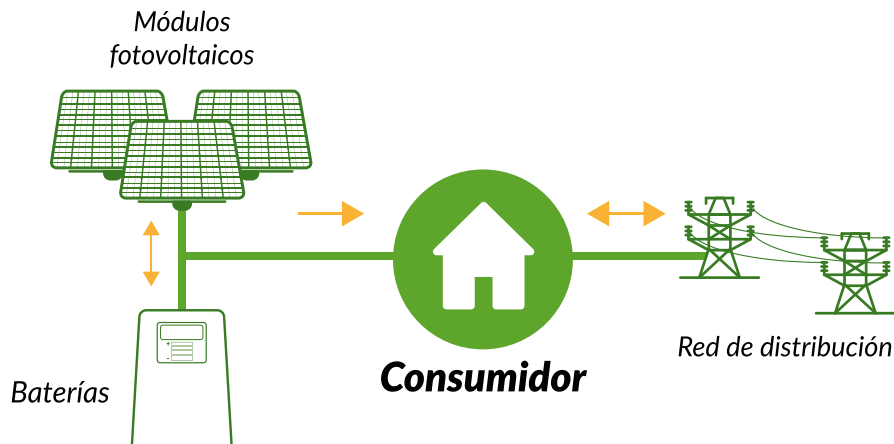 Módulos
fotovoltaicos
Consumidor
Red de distribución
Baterías